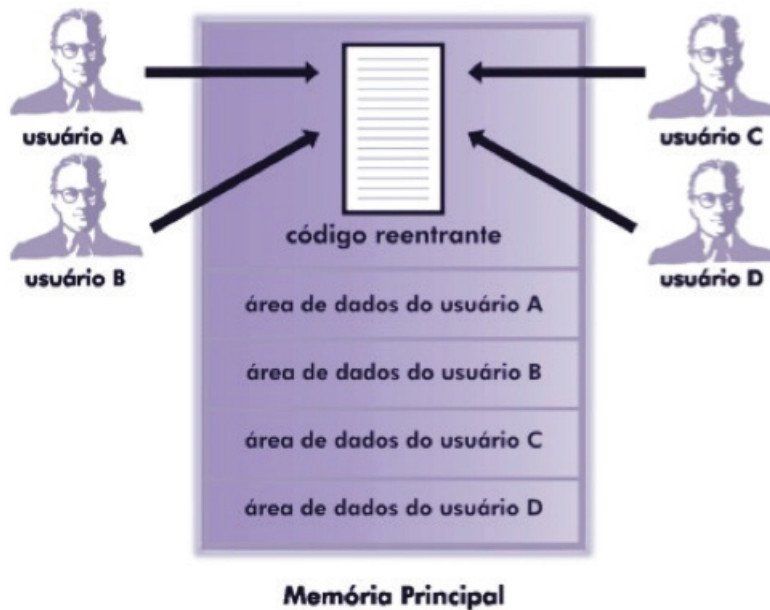 usuário A
usuário C
usuário B
usuário D
código reentrante
área de dados do usuário A
área de dados do usuário B
área de dados do usuário C
área de dados do usuário D
Memória Principal